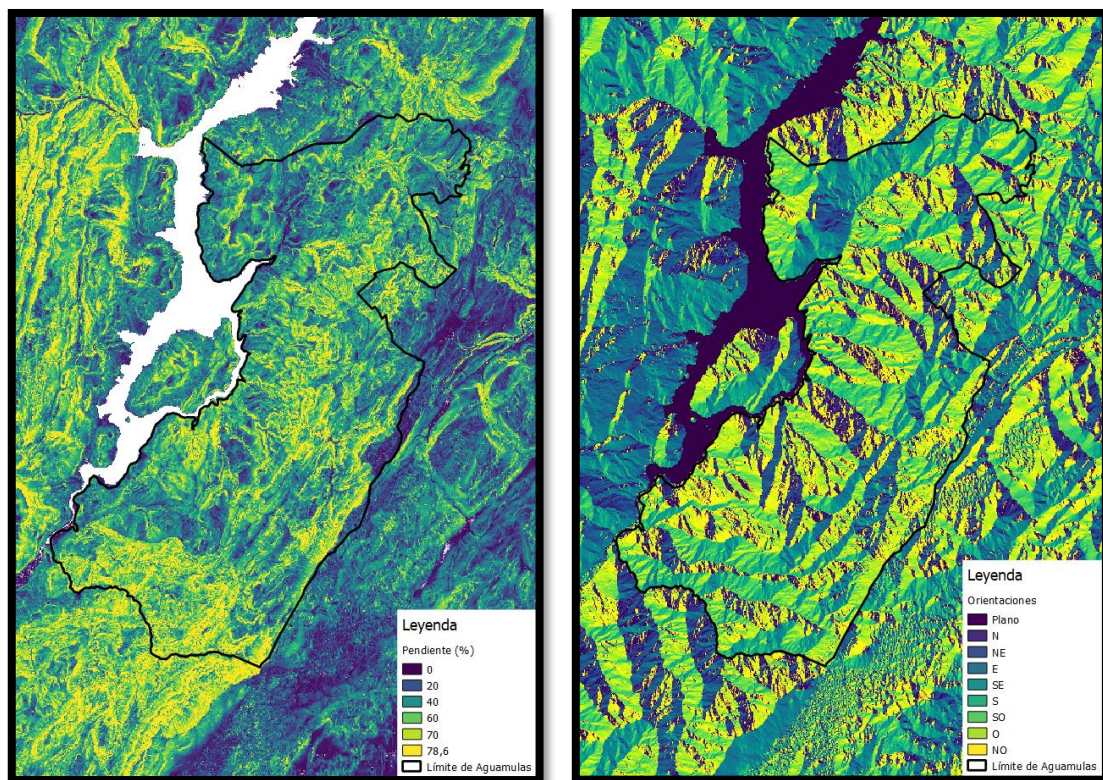 Leyenda
Pendiente (%)
0
20
40
60
70
78,6
Límite de Aguamulas
Leyenda
Orientaciones
Plano
N
NE
E
SE
S
SO
O
NO
Límite de Aguamulas